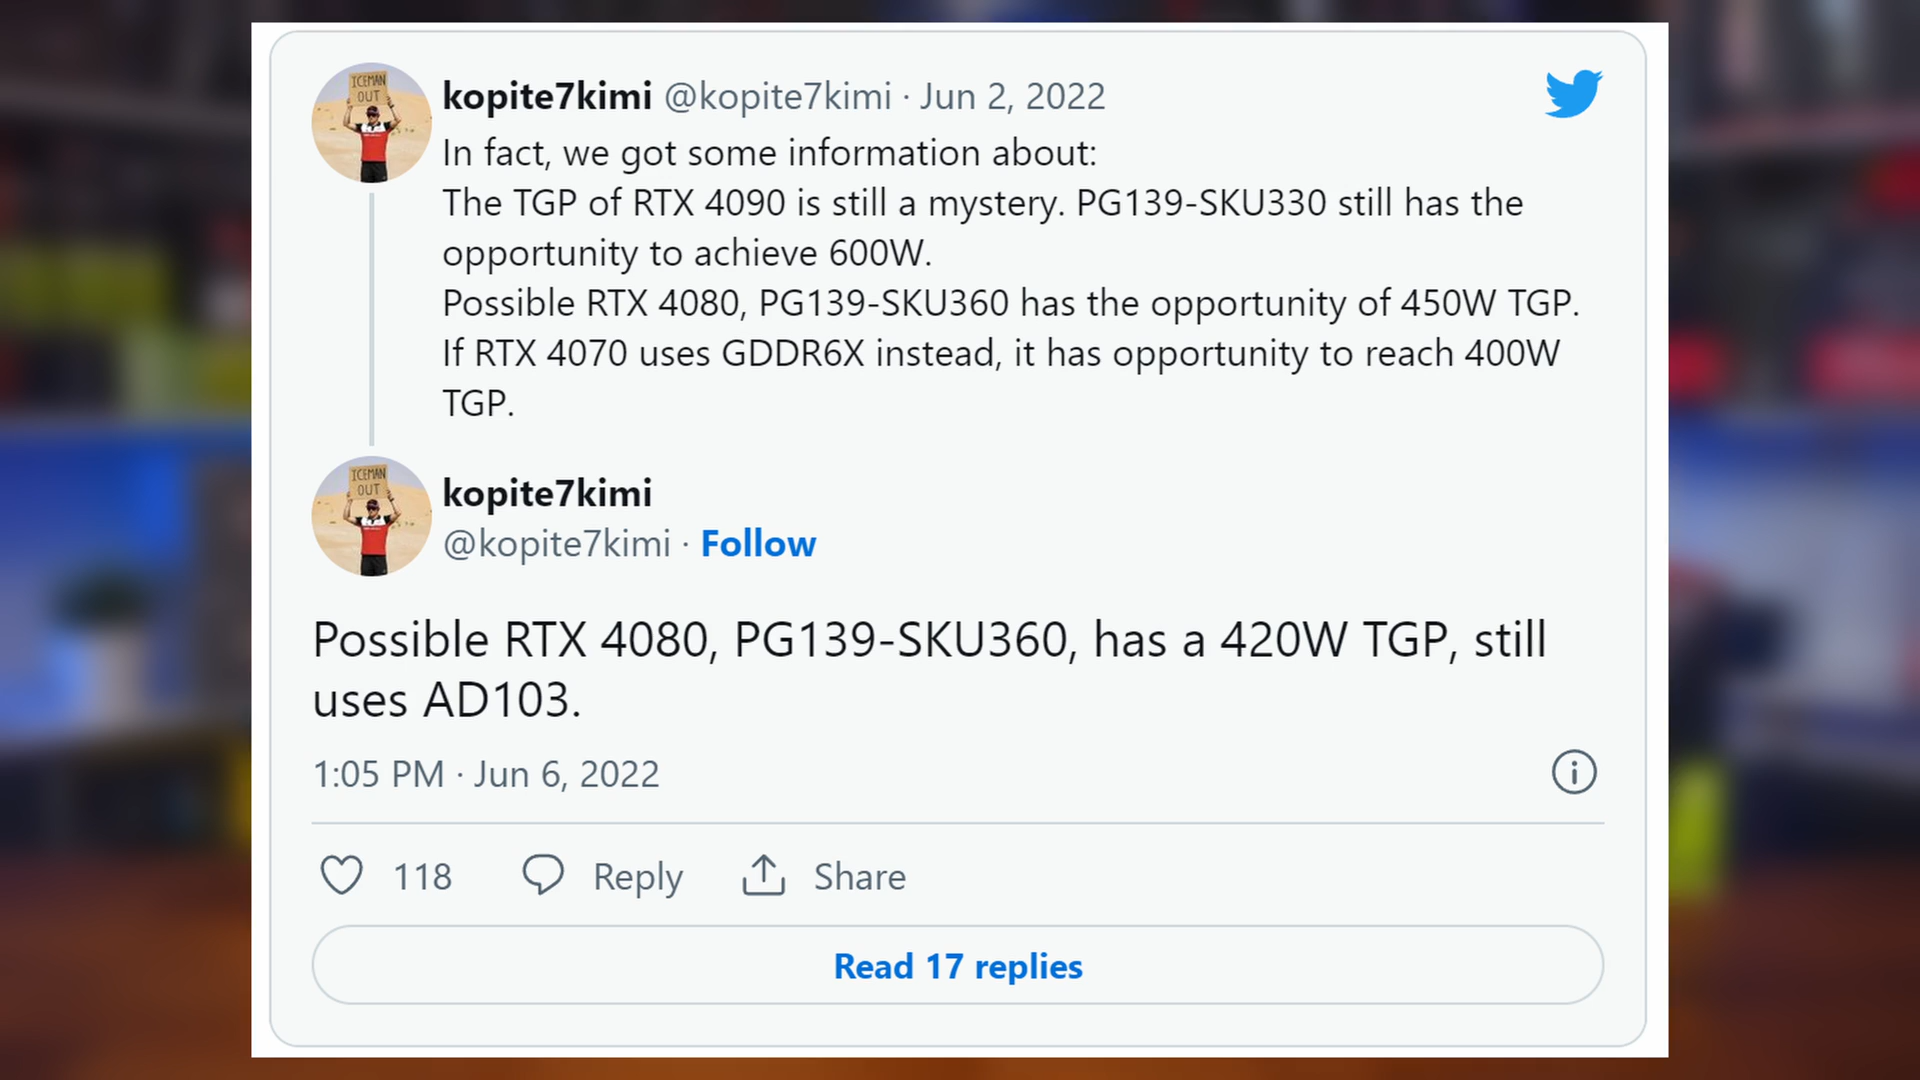 ICEMAN
OUT
kopite7kimi @kopite7kimi · Jun 2, 2022
In fact, we got some information about:
The TGP of RTX 4090 is still a mystery. PG139-SKU330 still has the
opportunity to achieve 600W.
Possible RTX 4080, PG139-SKU360 has the opportunity of 450W TGP.
If RTX 4070 uses GDDR6X instead, it has opportunity to reach 400W
TGP.
ICEMAN
OUT
kopite7kimi
@kopite7kimi · Follow
Possible RTX 4080, PG139-SKU360, has a 420W TGP, still
uses AD103.
1:05 PM · Jun 6, 2022
118 Reply Share
Read 17 replies